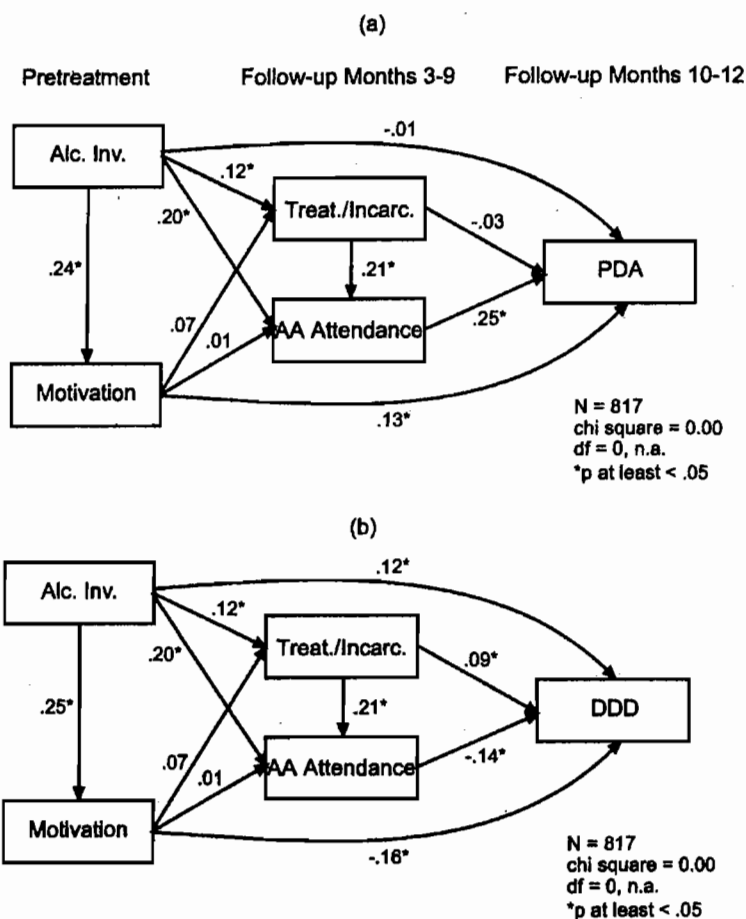 (a)
Pretreatment Follow-up Months 3-9 Follow-up Months 10-12
Alc. Inv.
-.01
.12*
Treat./Incarc.
.20*
-.03
.24*
.21*
PDA
.07
.01
AA Attendance
.25*
Motivation
.13*
N = 817
chi square = 0.00
df = 0, n.a.
*p at least < .05
(b)
Alc. Inv.
.12*
.12*
Treat./Incarc.
.20*
.09*
.25*
.21*
DDD
.07
.01
AA Attendance
-.14*
Motivation
-.16*
N = 817
chi square = 0.00
df = 0, n.a.
*p at least < .05